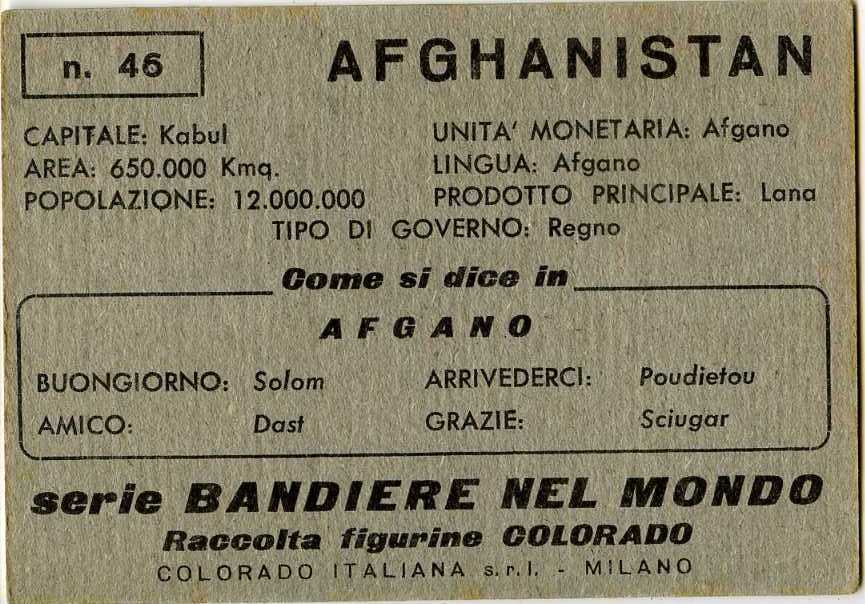 n. 46
AFGHANISTAN
CAPITALE: Kabul
UNITA' MONETARIA: Afgano
AREA: 650.000 Kmq.
LINGUA: Afgano
POPOLAZIONE: 12.000.000
PRODOTTO PRINCIPALE: Lana
TIPO DI GOVERNO: Regno
Come si dice in
AFGANO
BUONGIORNO: Solom
ARRIVEDERCI: Poudietou
AMICO: Dast
GRAZIE: Sciugar
serie BANDIERE NEL MONDO
Raccolta figurine COLORADO
COLORADO ITALIANA s.r.l. - MILANO